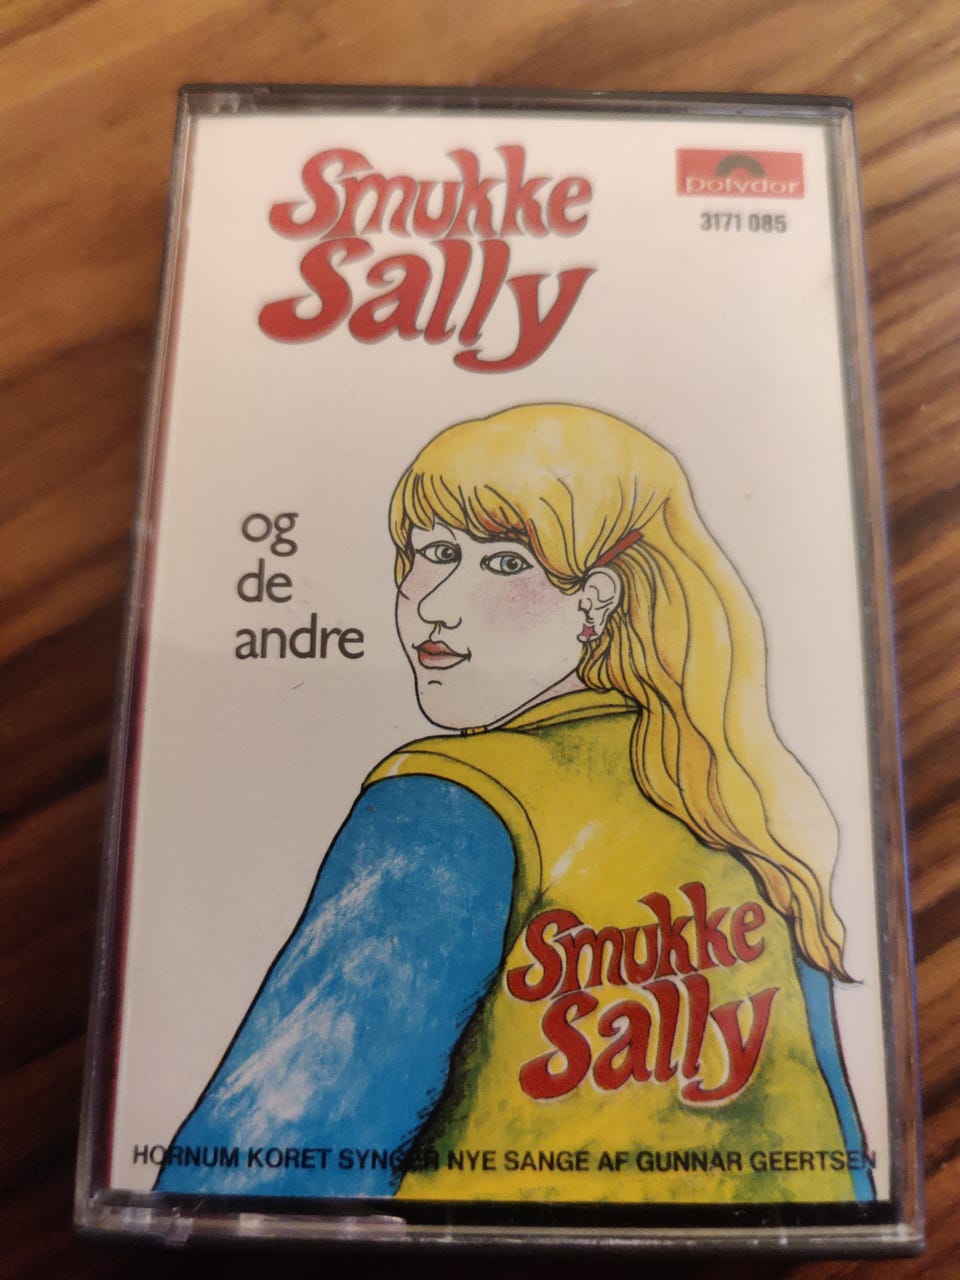 Smukke
Sally
polydor
3171 085
og
de
andre
Smukke
Sally
HORNUM KORET SYNGER NYE SANGE AF GUNNAR GEERTSEN